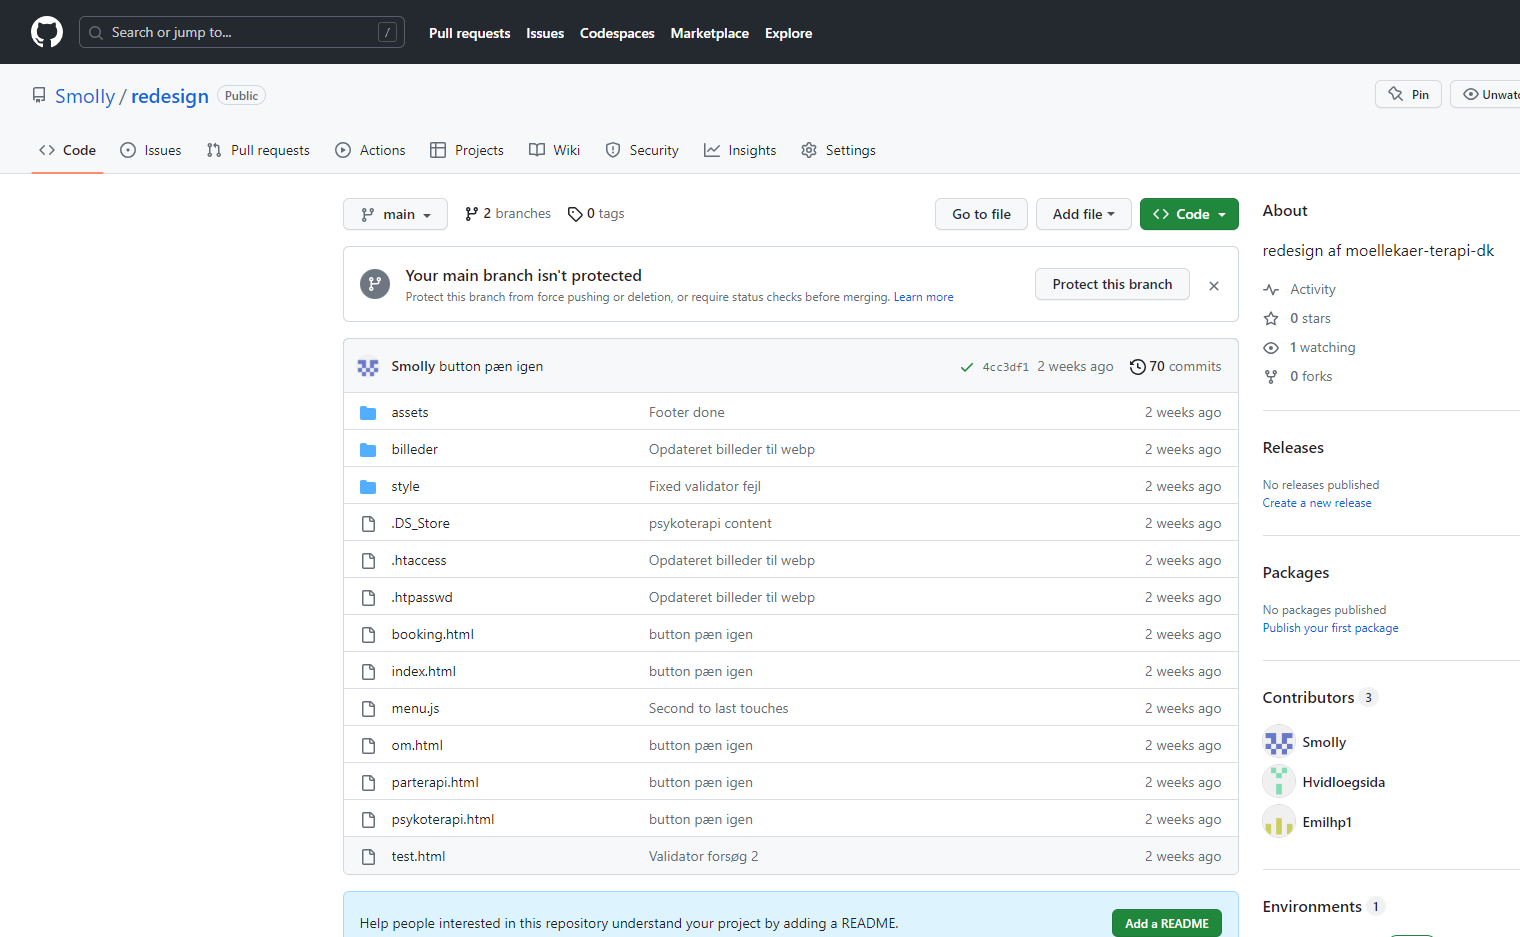 Search or jump to... /
Pull requests Issues Codespaces Marketplace Explore
Smolly / redesign Public
Pin
Code Issues Pull requests Actions Projects Wiki Security Insights Settings
main 2 branches 0 tags Go to file Add file Code
Your main branch isn't protected
Protect this branch from force pushing or deletion, or require status checks before merging. Learn more
Protect this branch
Smolly button pæn igen 4cc3df1 2 weeks ago 70 commits
assets Footer done 2 weeks ago
billeder Opdateret billeder til webp 2 weeks ago
style Fixed validator fejl 2 weeks ago
.DS_Store psykoterapi content 2 weeks ago
.htaccess Opdateret billeder til webp 2 weeks ago
.htpasswd Opdateret billeder til webp 2 weeks ago
booking.html button pæn igen 2 weeks ago
index.html button pæn igen 2 weeks ago
menu.js Second to last touches 2 weeks ago
om.html button pæn igen 2 weeks ago
parterapi.html button pæn igen 2 weeks ago
psykoterapi.html button pæn igen 2 weeks ago
test.html Validator forsøg 2 2 weeks ago
Help people interested in this repository understand your project by adding a README. Add a README
About
redesign af moellekaer-terapi-dk
Activity
0 stars
1 watching
0 forks
Releases
No releases published
Create a new release
Packages
No packages published
Publish your first package
Contributors 3
Smolly
Hvidloegsida
Emilhp1
Environments 1